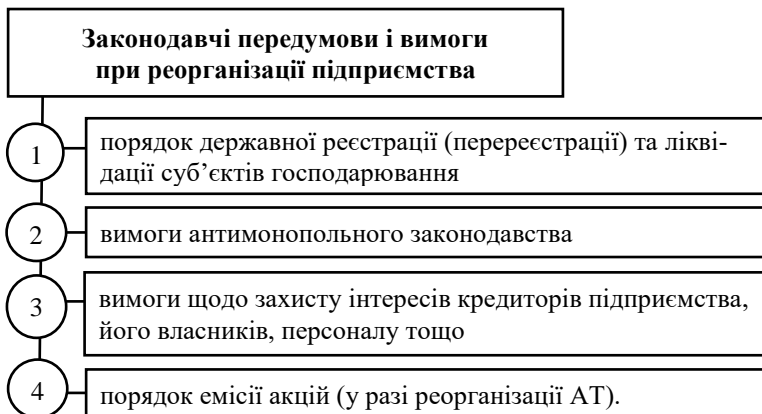 Законодавчі передумови і вимоги
при реорганізації підприємства
1
порядок державної реєстрації (перереєстрації) та лікві-
дації суб’єктів господарювання
2
вимоги антимонопольного законодавства
3
вимоги щодо захисту інтересів кредиторів підприємства,
його власників, персоналу тощо
4
порядок емісії акцій (у разі реорганізації АТ).